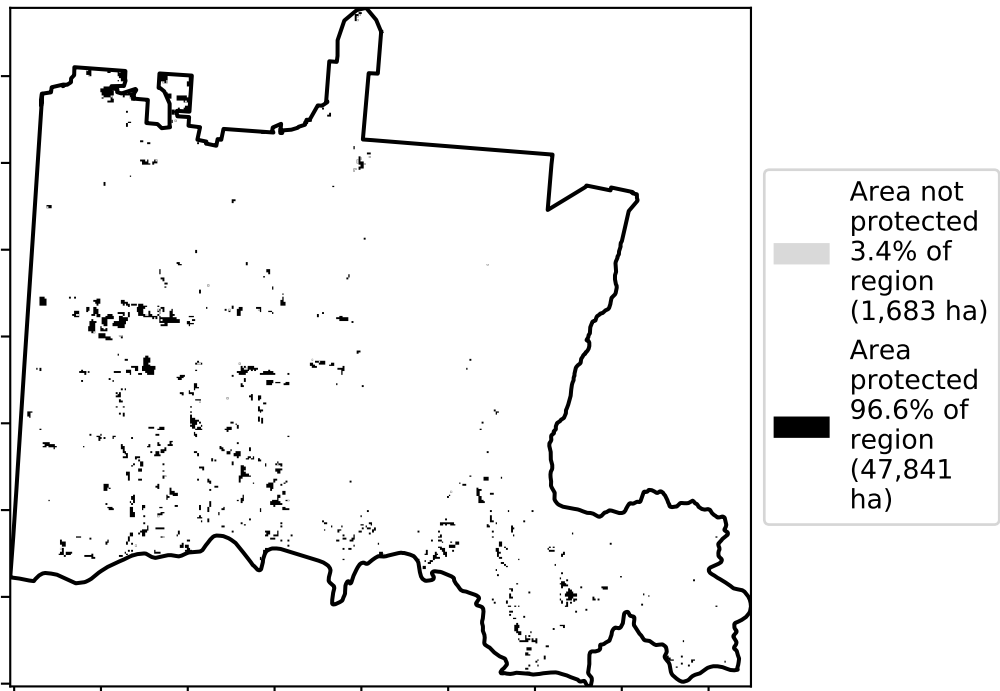 Area not
protected
3.4% of
region
(1,683 ha)
Area
protected
96.6% of
region
(47,841
ha)